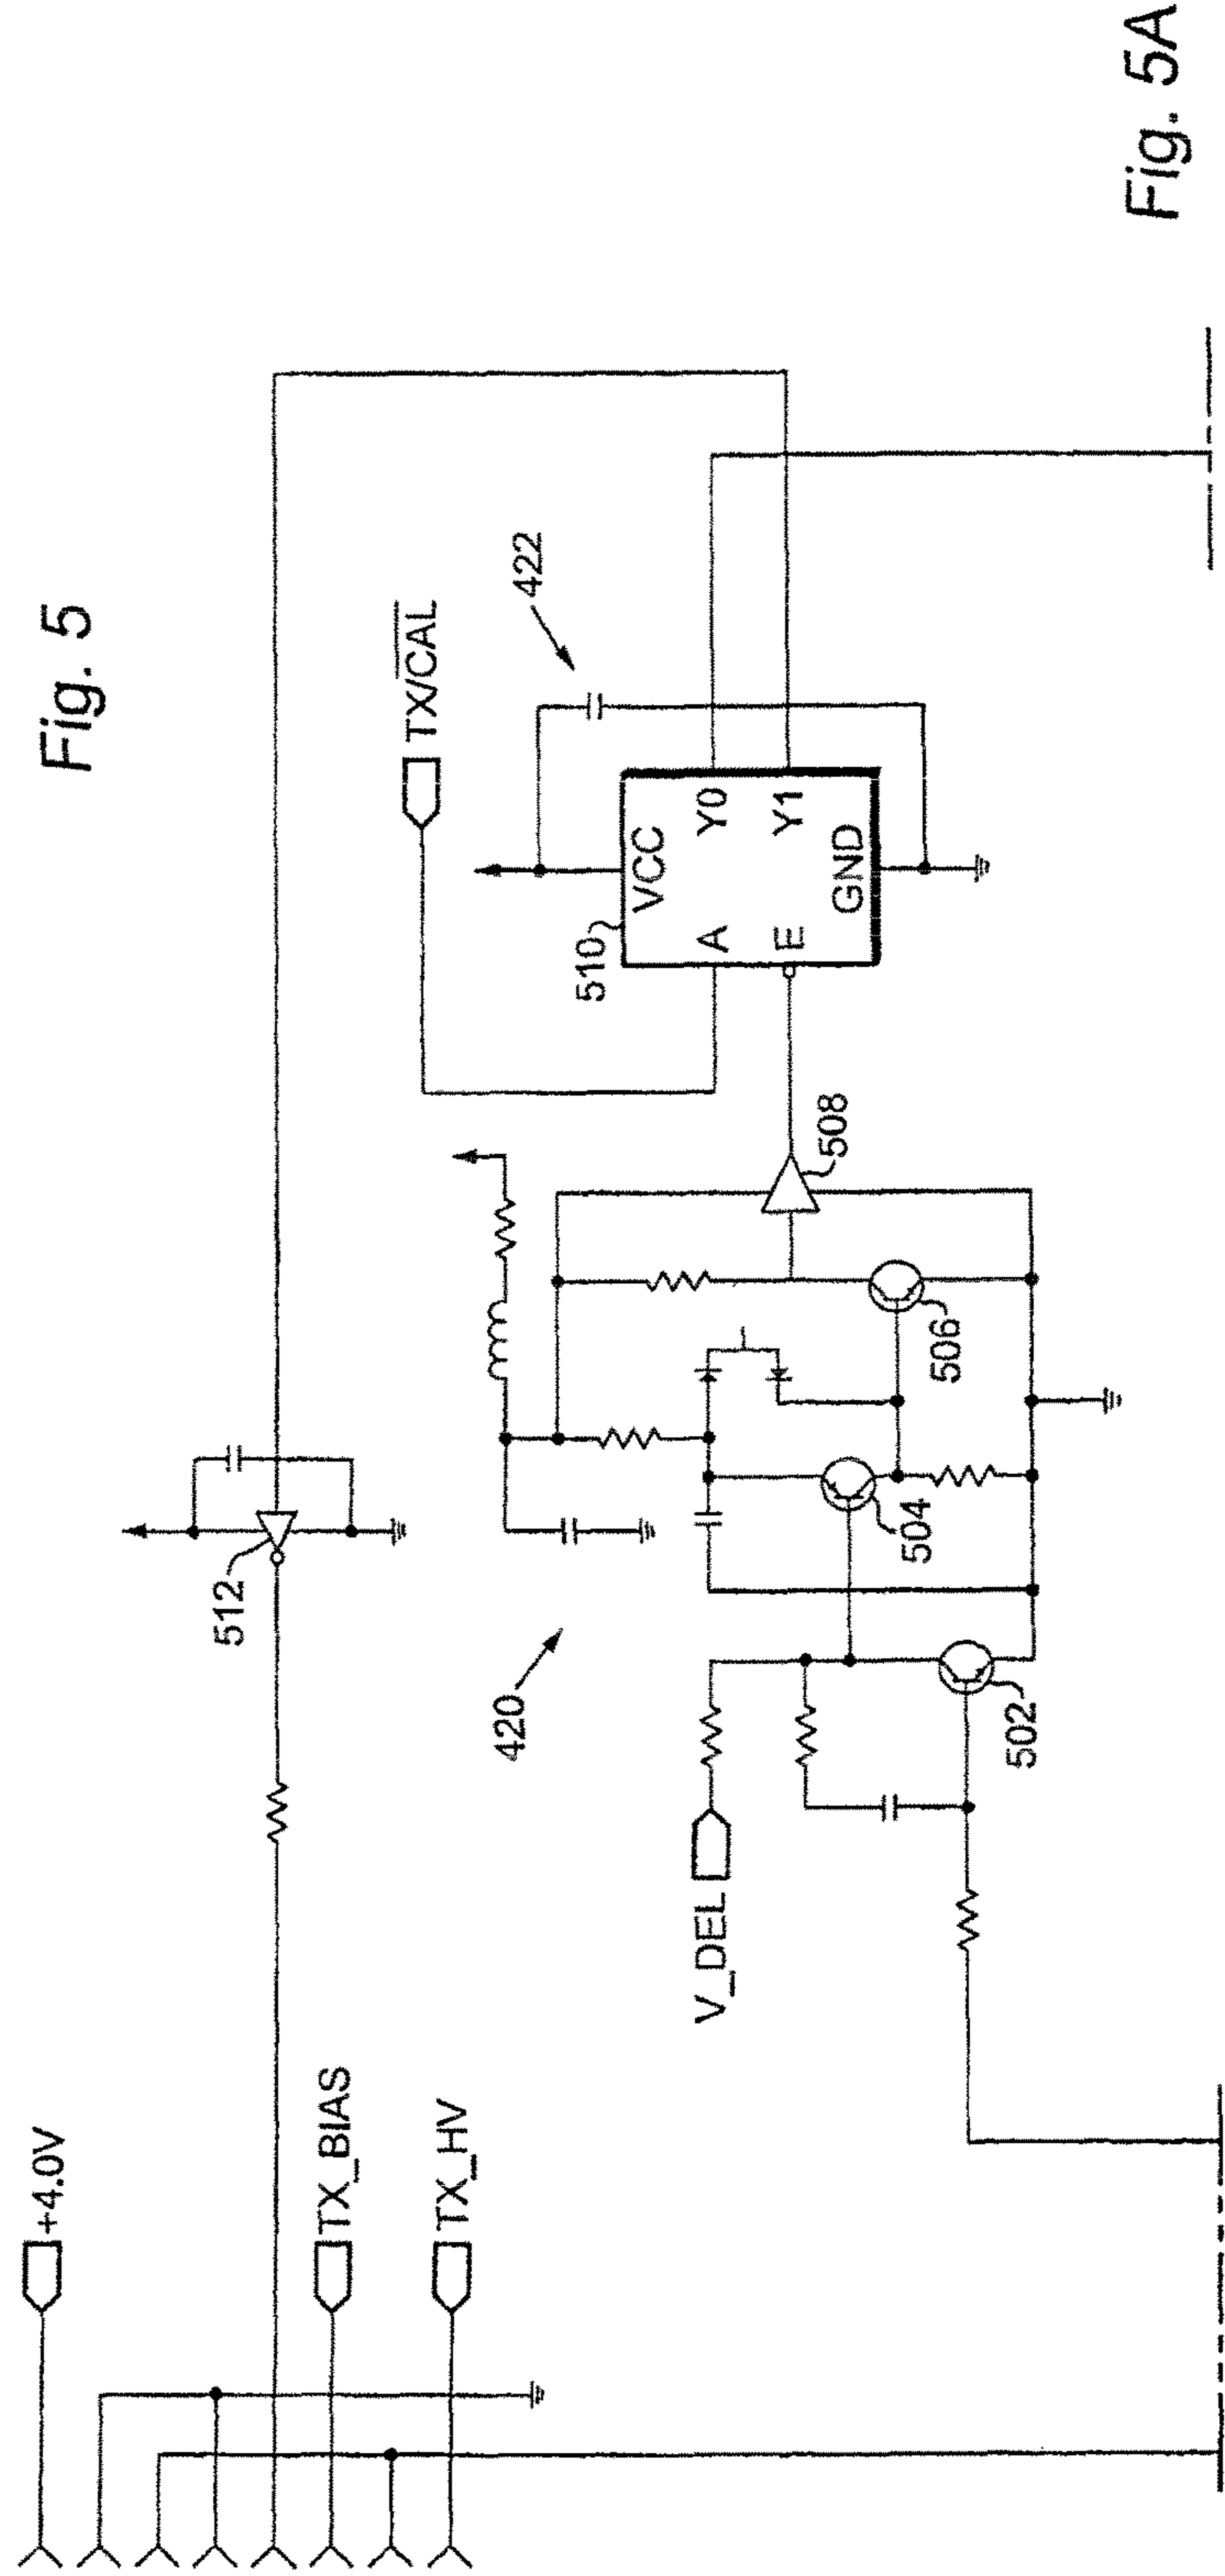 Fig. 5
+4.0V
TX_BIAS
TX_HV
512
420
V_DEL
502
504
506
508
TX/CAL
422
510
VCC
A
Y0
E
Y1
GND
Fig. 5A